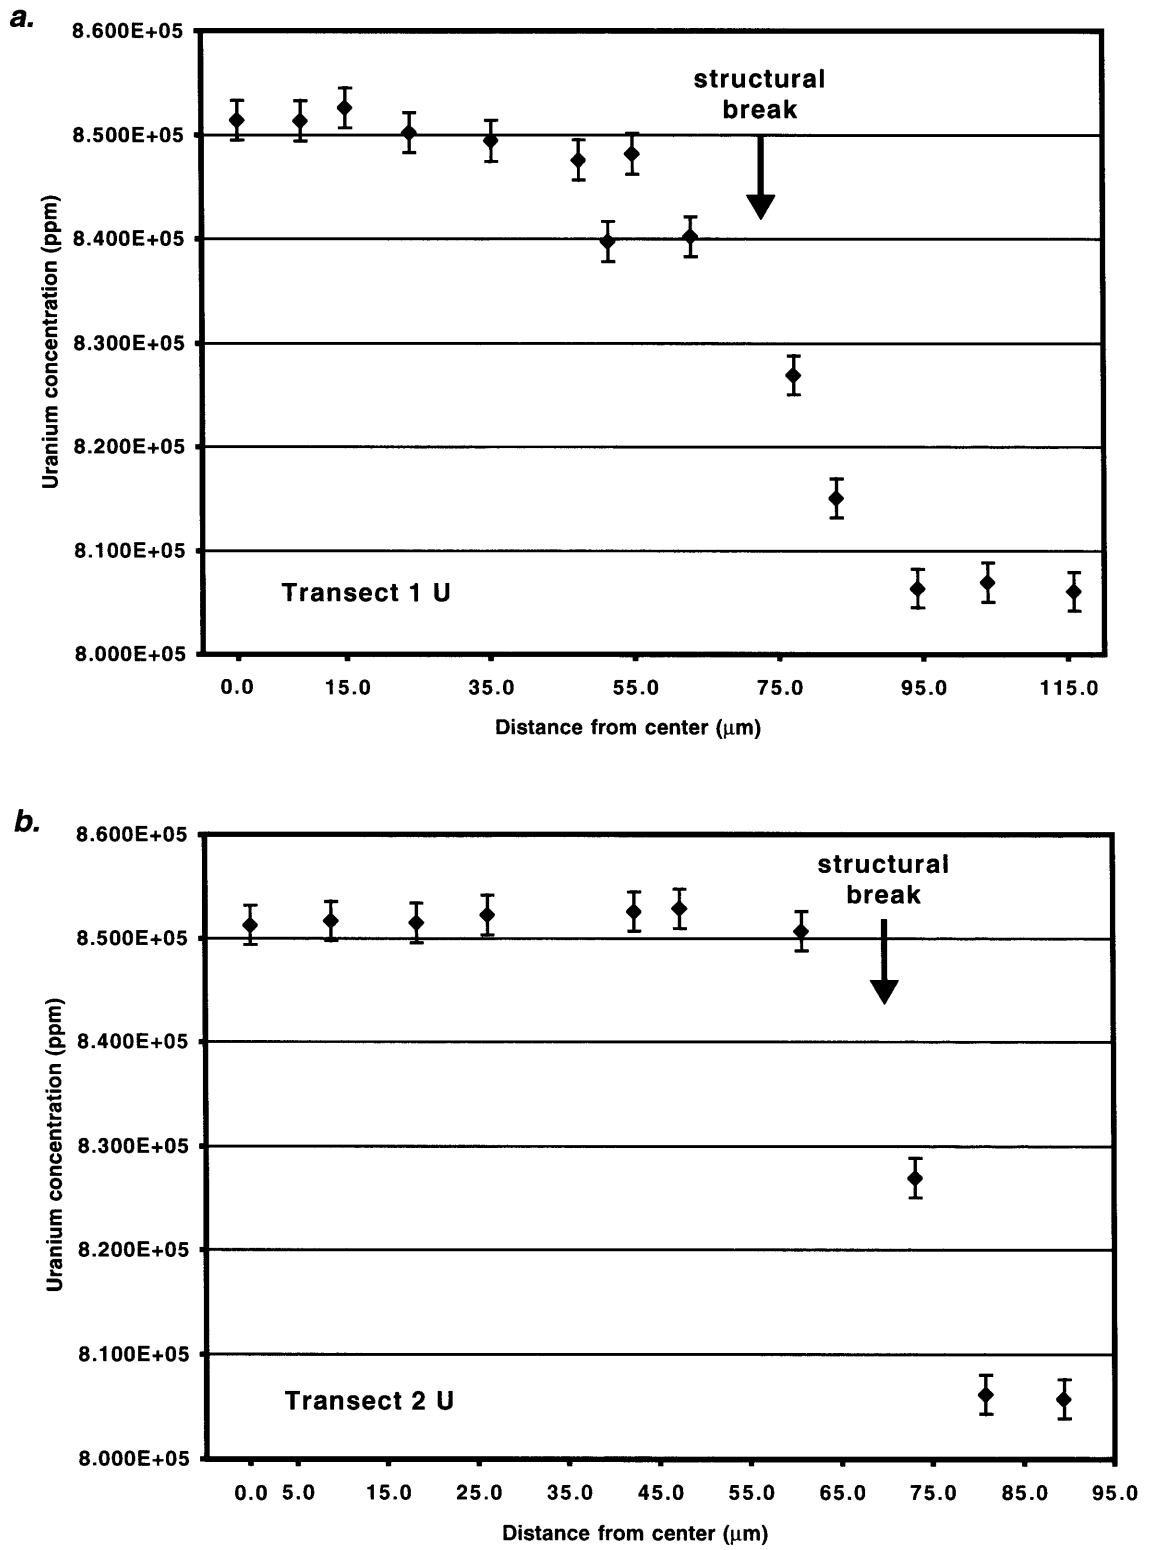 a.
8.600E+05
8.500E+05
8.400E+05
8.300E+05
8.200E+05
8.100E+05
8.000E+05
Uranium concentration (ppm)
structural
break
Transect 1 U
0.0 15.0 35.0 55.0 75.0 95.0 115.0
Distance from center (μm)
b.
8.600E+05
8.500E+05
8.400E+05
8.300E+05
8.200E+05
8.100E+05
8.000E+05
Uranium concentration (ppm)
structural
break
Transect 2 U
0.0 5.0 15.0 25.0 35.0 45.0 55.0 65.0 75.0 85.0 95.0
Distance from center (μm)